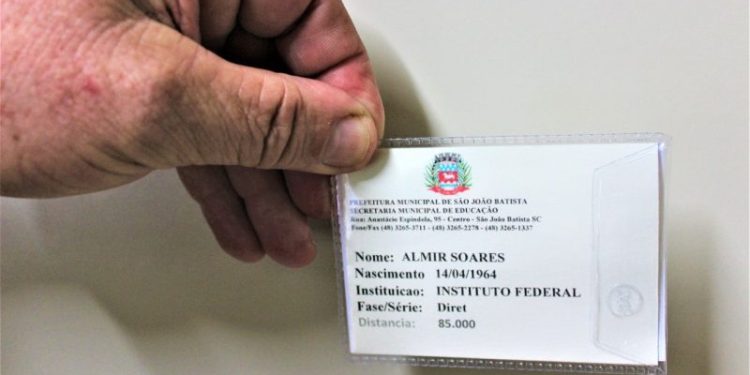 PREFEITURA MUNICIPAL DE SÃO JOÃO BATISTA
SECRETARIA MUNICIPAL DE EDUCAÇÃO
Rua: Anastácio Espindola, 95 - Centro - São João Batista SC
Fone/Fax (48) 3265-3711 - (48) 3265-2278 - (48) 3265-1337
Nome: ALMIR SOARES
Nascimento 14/04/1964
Instituicao: INSTITUTO FEDERAL
Fase/Série: Diret
Distancia: 85.000